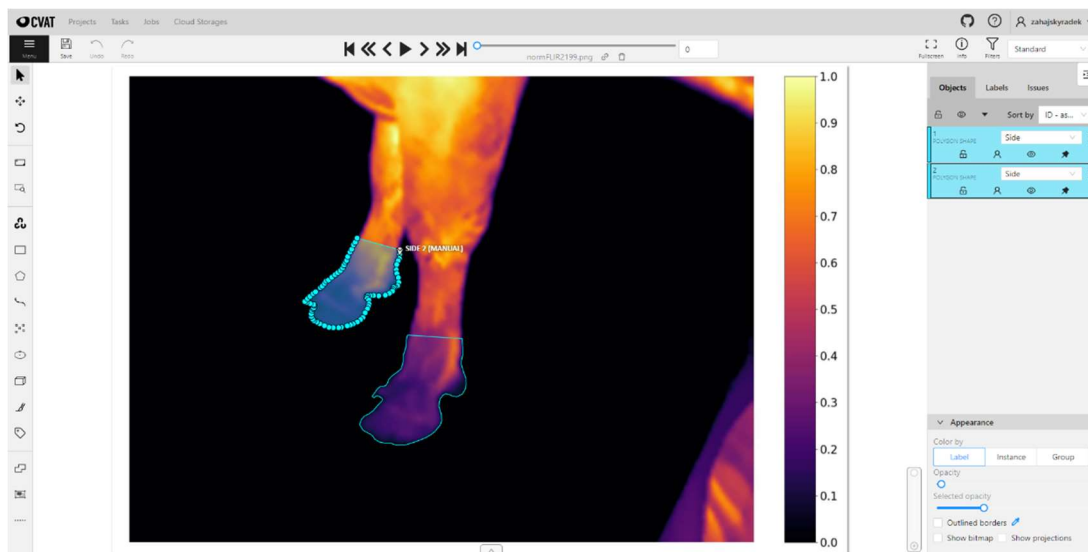 CVAT Projects Tasks Jobs Cloud Storages zahajskyradek
Menu Save Undo Redo 0 Fullscreen Info Filters Standard
normFLIR2199.png
Objects Labels Issues
Sort by ID - as...
1 Side
POLYGON SHAPE
2 Side
POLYGON SHAPE
SIDE 2 [MANUAL]
1.0
0.9
0.8
0.7
0.6
0.5
0.4
0.3
0.2
0.1
0.0
Appearance
Color by
Label Instance Group
Opacity
Selected opacity
Outlined borders
Show bitmap Show projections